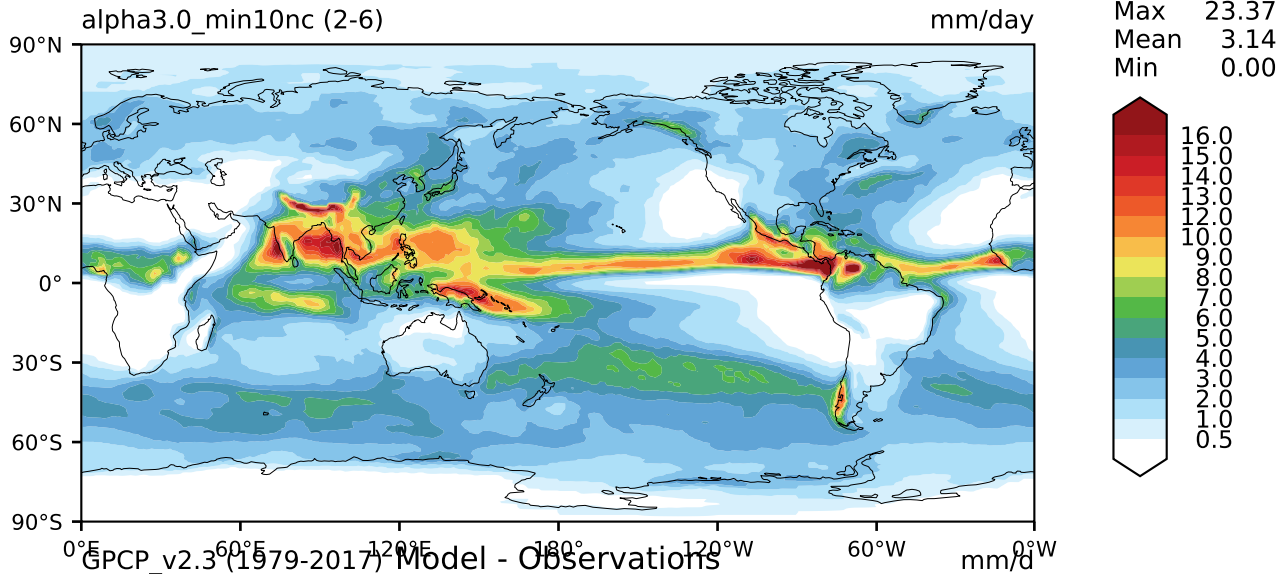 alpha3.0_min10nc (2-6) mm/day
Max 23.37
Mean 3.14
Min 0.00
90°N
60°N
30°N
0°
30°S
60°S
90°S
16.0
15.0
14.0
13.0
12.0
10.0
9.0
8.0
7.0
6.0
5.0
4.0
3.0
2.0
1.0
0.5
0°E 60°E 120°E 180° 120°W 60°W 0°W
GPCP_v2.3 (1979-2017) Model - Observations mm/d